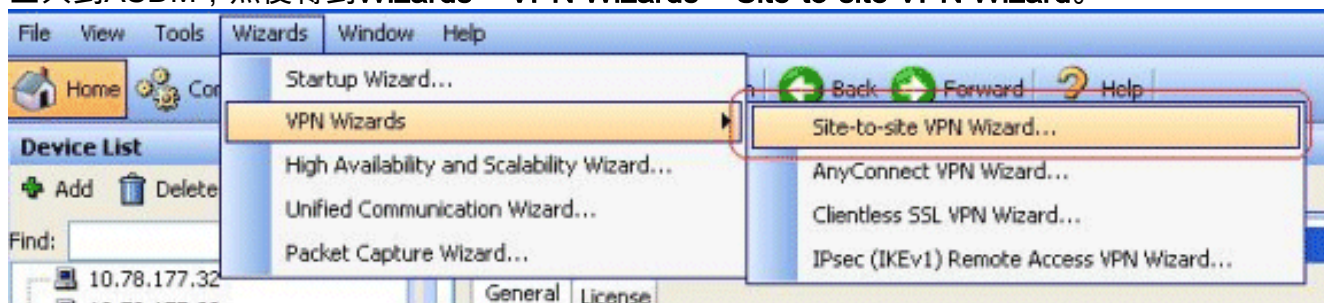 File View Tools Wizards Window Help
Home Back Forward Help
Startup Wizard...
VPN Wizards
High Availability and Scalability Wizard...
Unified Communication Wizard...
Packet Capture Wizard...
Site-to-site VPN Wizard...
AnyConnect VPN Wizard...
Clientless SSL VPN Wizard...
IPsec (IKEv1) Remote Access VPN Wizard...
Device List
Add Delete
Find:
10.78.177.32
General License